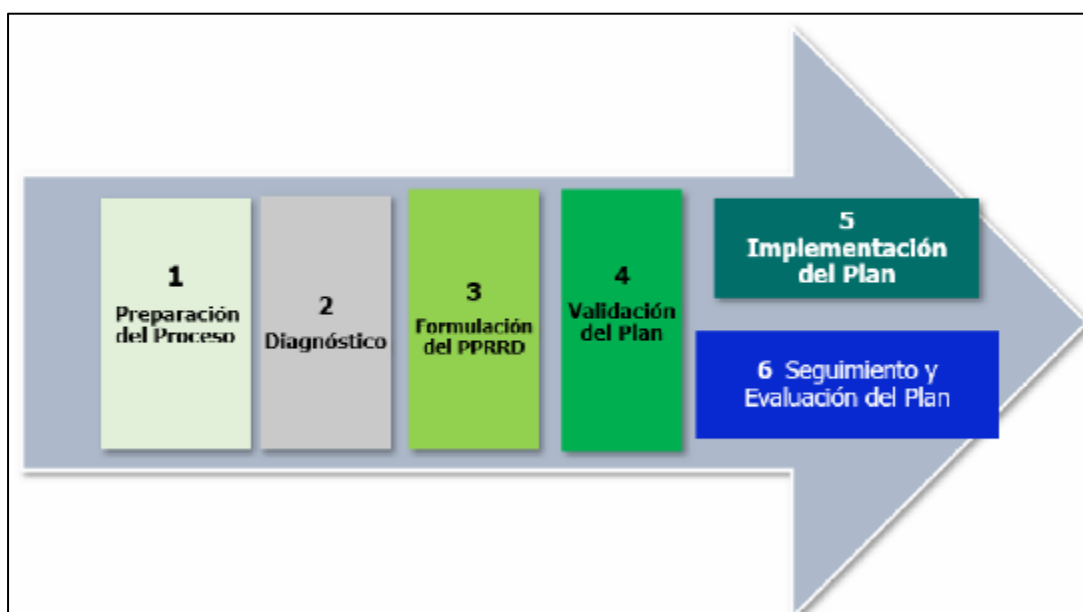 1
Preparación
del Proceso
2
Diagnóstico
3
Formulación
del PPRRD
4
Validación
del Plan
5
Implementación
del Plan
6 Seguimiento y
Evaluación del Plan